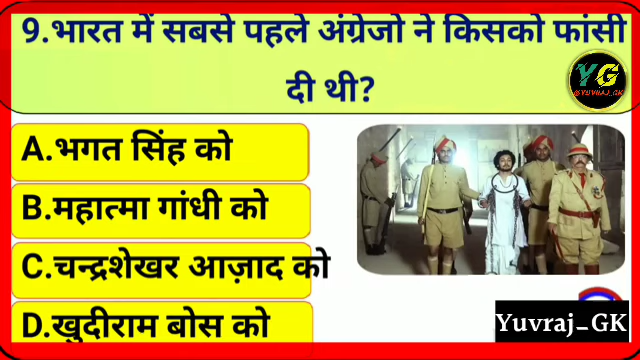 9.भारत में सबसे पहले अंग्रेजो ने किसको फांसी
दी थी?
YG
@YUVRAJ_GK
A.भगत सिंह को
B.महात्मा गांधी को
C.चन्द्रशेखर आज़ाद को
D.खुदीराम बोस को
Yuvraj_GK